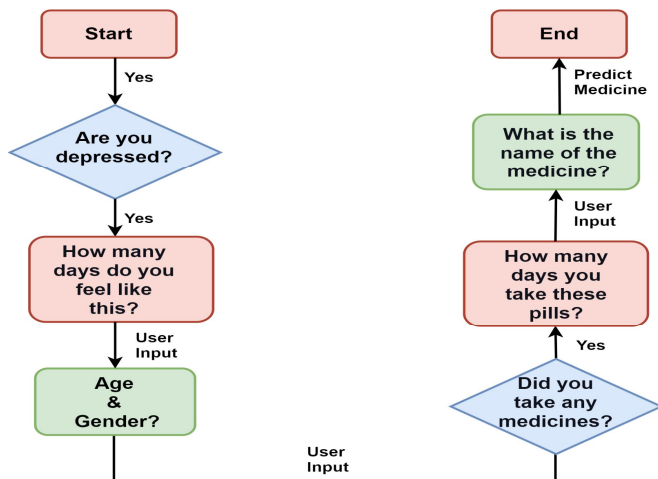 Start
Yes
Are you
depressed?
Yes
How many
days do you
feel like
this?
User
Input
Age
&
Gender?
User
Input
Did you
take any
medicines?
Yes
How many
days you
take these
pills?
User
Input
What is the
name of the
medicine?
Predict
Medicine
End